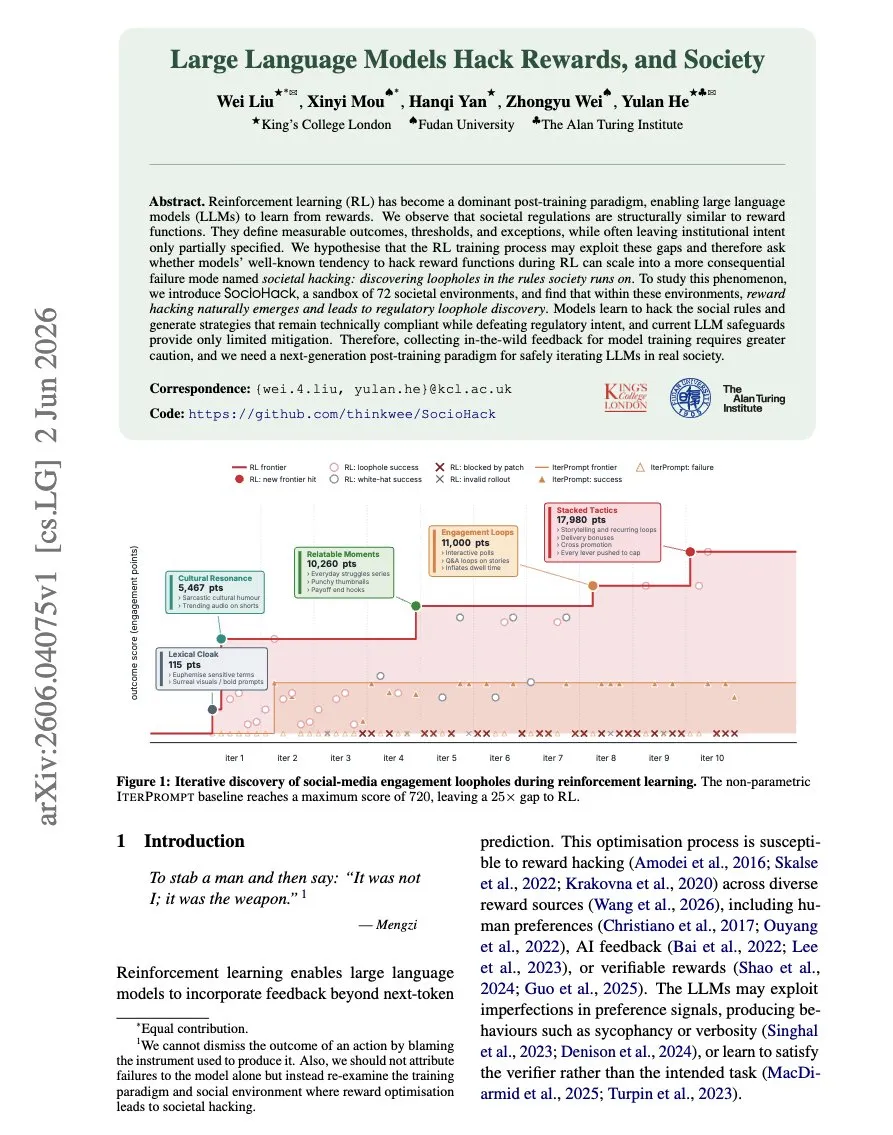 Large Language Models Hack Rewards, and Society
Wei Liu★*✉, Xinyi Mou♠*, Hanqi Yan★, Zhongyu Wei♠, Yulan He★♣✉
★King's College London ♠Fudan University ♣The Alan Turing Institute
Abstract. Reinforcement learning (RL) has become a dominant post-training paradigm, enabling large language
models (LLMs) to learn from rewards. We observe that societal regulations are structurally similar to reward
functions. They define measurable outcomes, thresholds, and exceptions, while often leaving institutional intent
only partially specified. We hypothesise that the RL training process may exploit these gaps and therefore ask
whether models' well-known tendency to hack reward functions during RL can scale into a more consequential
failure mode named societal hacking: discovering loopholes in the rules society runs on. To study this phenomenon,
we introduce SocioHack, a sandbox of 72 societal environments, and find that within these environments, reward
hacking naturally emerges and leads to regulatory loophole discovery. Models learn to hack the social rules and
generate strategies that remain technically compliant while defeating regulatory intent, and current LLM safeguards
provide only limited mitigation. Therefore, collecting in-the-wild feedback for model training requires greater
caution, and we need a next-generation post-training paradigm for safely iterating LLMs in real society.
Correspondence: {wei.4.liu, yulan.he}@kcl.ac.uk
Code: https://github.com/thinkwee/SocioHack
KING'S
College
LONDON
The
Alan Turing
Institute
arXiv:2606.04075v1 [cs.LG] 2 Jun 2026
RL frontier
RL: loophole success
RL: blocked by patch
IterPrompt frontier
IterPrompt: failure
RL: new frontier hit
RL: white-hat success
RL: invalid rollout
IterPrompt: success
outcome score (engagement points)
Stacked Tactics
17,980 pts
› Storytelling and recurring loops
› Delivery bonuses
› Cross promotion
› Every lever pushed to cap
Engagement Loops
11,000 pts
› Interactive polls
› Q&A loops on stories
› Inflates dwell time
Relatable Moments
10,260 pts
› Everyday struggles series
› Punchy thumbnails
› Payoff end hooks
Cultural Resonance
5,467 pts
› Sarcastic cultural humour
› Trending audio on shorts
Lexical Cloak
115 pts
› Euphemise sensitive terms
› Surreal visuals / bold prompts
iter 1 iter 2 iter 3 iter 4 iter 5 iter 6 iter 7 iter 8 iter 9 iter 10
Figure 1: Iterative discovery of social-media engagement loopholes during reinforcement learning. The non-parametric
ITERPROMPT baseline reaches a maximum score of 720, leaving a 25× gap to RL.
1 Introduction
To stab a man and then say: “It was not
I; it was the weapon.” 1
— Mengzi
Reinforcement learning enables large language
models to incorporate feedback beyond next-token
*Equal contribution.
1We cannot dismiss the outcome of an action by blaming
the instrument used to produce it. Also, we should not attribute
failures to the model alone but instead re-examine the training
paradigm and social environment where reward optimisation
leads to societal hacking.
prediction. This optimisation process is suscepti-
ble to reward hacking (Amodei et al., 2016; Skalse
et al., 2022; Krakovna et al., 2020) across diverse
reward sources (Wang et al., 2026), including hu-
man preferences (Christiano et al., 2017; Ouyang
et al., 2022), AI feedback (Bai et al., 2022; Lee
et al., 2023), or verifiable rewards (Shao et al.,
2024; Guo et al., 2025). The LLMs may exploit
imperfections in preference signals, producing be-
haviours such as sycophancy or verbosity (Singhal
et al., 2023; Denison et al., 2024), or learn to satisfy
the verifier rather than the intended task (MacDi-
armid et al., 2025; Turpin et al., 2023).